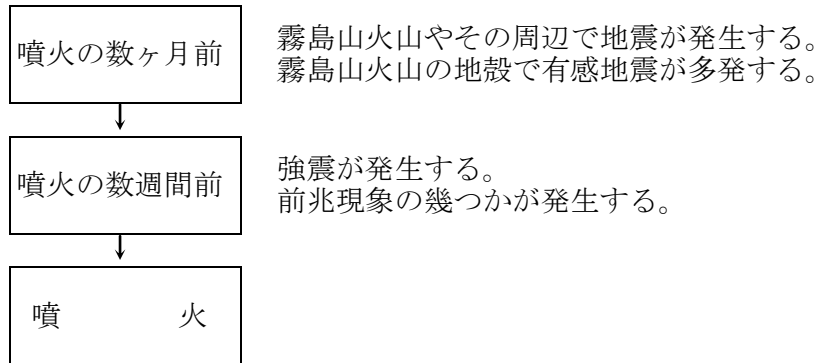 噴火の数ヶ月前
霧島山火山やその周辺で地震が発生する。
霧島山火山の地殻で有感地震が多発する。
噴火の数週間前
強震が発生する。
前兆現象の幾つかが発生する。
噴　　　　火